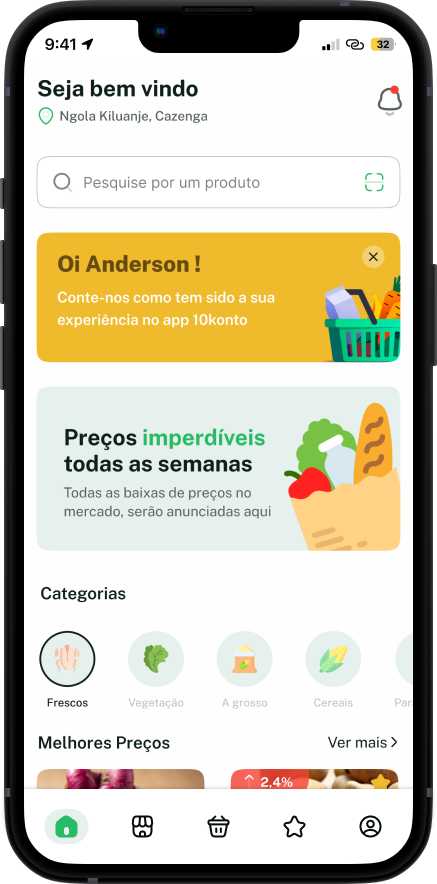 9:41
32
Seja bem vindo
Ngola Kiluanje, Cazenga
Pesquise por um produto
Oi Anderson !
Conte-nos como tem sido a sua
experiência no app 10konto
Preços imperdíveis
todas as semanas
Todas as baixas de preços no
mercado, serão anunciadas aqui
Categorias
Frescos Vegetação A grosso Cereais
Melhores Preços Ver mais
2,4%